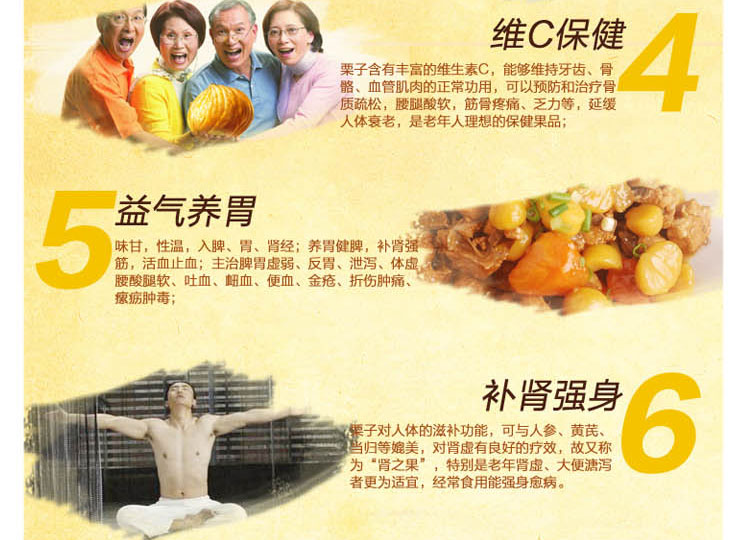 维C保健
4
栗子含有丰富的维生素C，能够维持牙齿、骨
骼、血管肌肉的正常功用，可以预防和治疗骨
质疏松，腰腿酸软，筋骨疼痛、乏力等，延缓
人体衰老，是老年人理想的保健果品；
5
益气养胃
味甘，性温，入脾、胃、肾经；养胃健脾，补肾强
筋，活血止血；主治脾胃虚弱、反胃、泄泻、体虚
腰酸腿软、吐血、衄血、便血、金疮、折伤肿痛、
瘰疬肿毒；
补肾强身
6
栗子对人体的滋补功能，可与人参、黄芪、
当归等媲美，对肾虚有良好的疗效，故又称
为“肾之果”，特别是老年肾虚、大便溏泻
者更为适宜，经常食用能强身愈病。